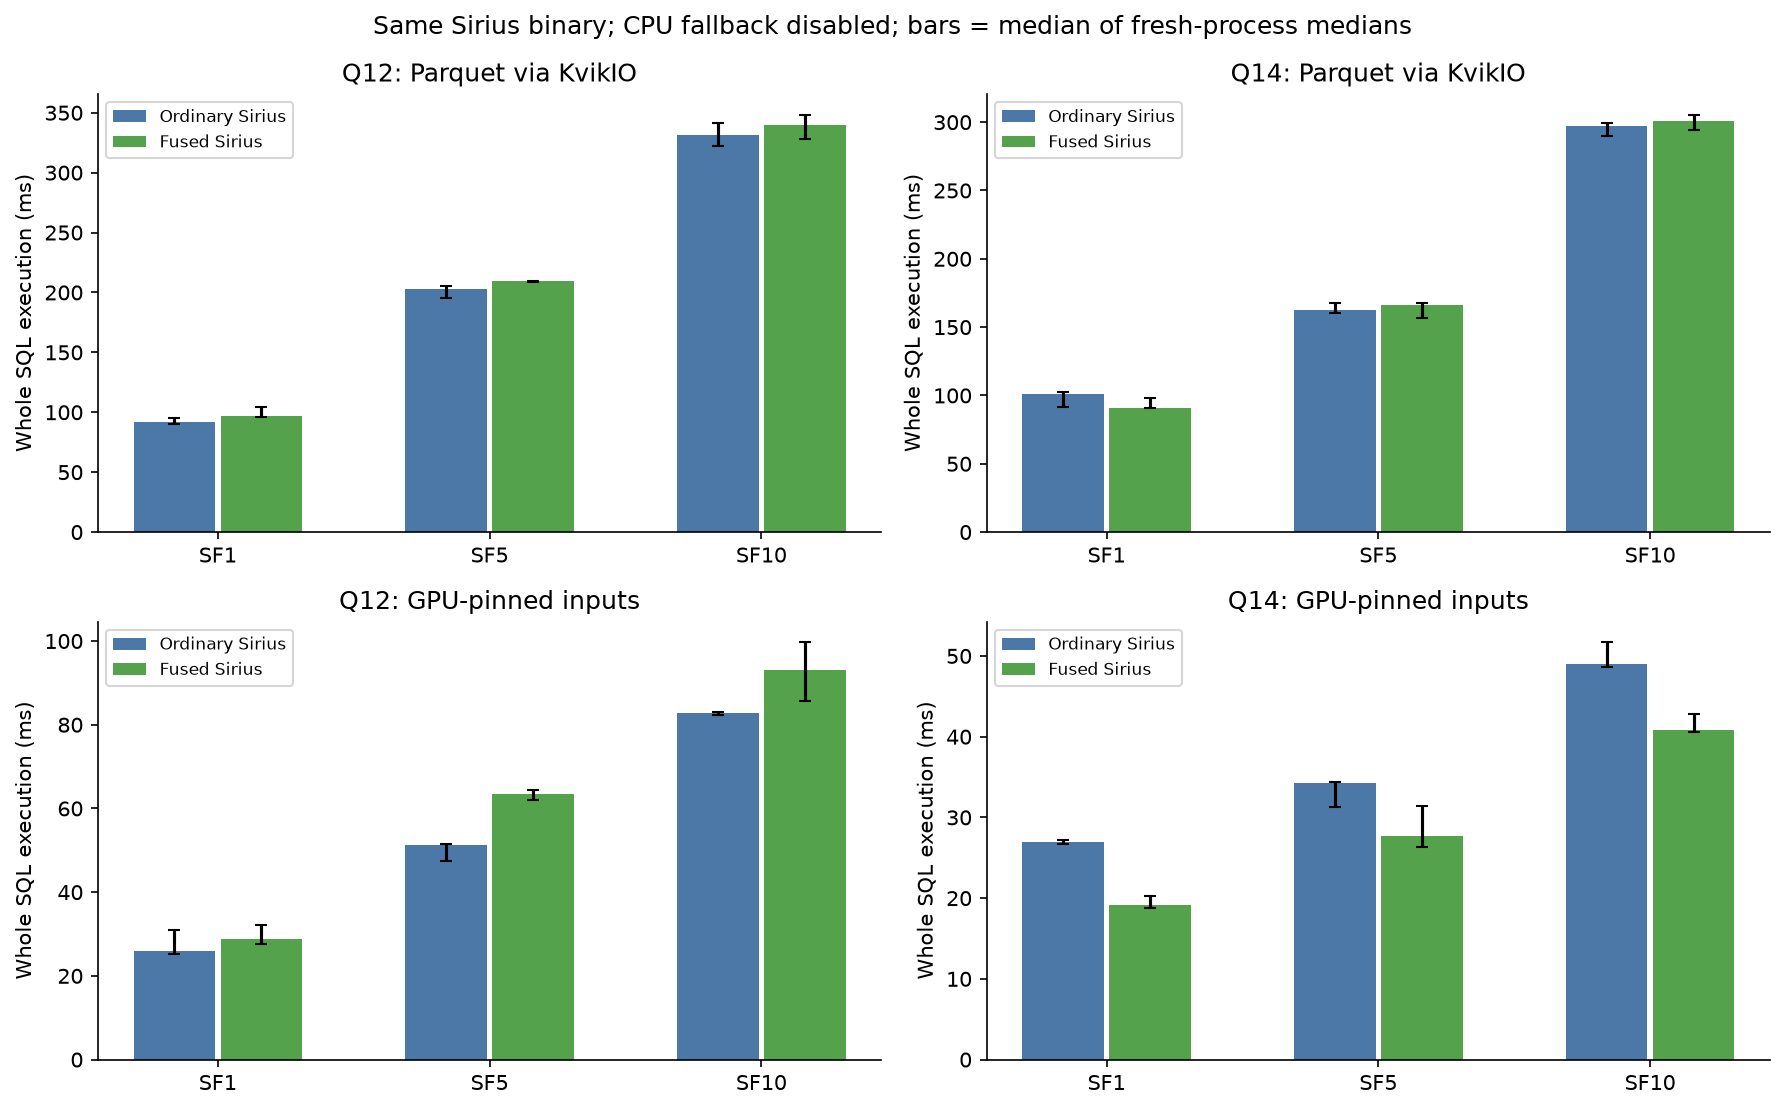 Same Sirius binary; CPU fallback disabled; bars = median of fresh-process medians
Q12: Parquet via KvikIO
Whole SQL execution (ms)
350
300
250
200
150
100
50
0
Ordinary Sirius
Fused Sirius
SF1 SF5 SF10
Q14: Parquet via KvikIO
Whole SQL execution (ms)
300
250
200
150
100
50
0
Ordinary Sirius
Fused Sirius
SF1 SF5 SF10
Q12: GPU-pinned inputs
Whole SQL execution (ms)
100
80
60
40
20
0
Ordinary Sirius
Fused Sirius
SF1 SF5 SF10
Q14: GPU-pinned inputs
Whole SQL execution (ms)
50
40
30
20
10
0
Ordinary Sirius
Fused Sirius
SF1 SF5 SF10